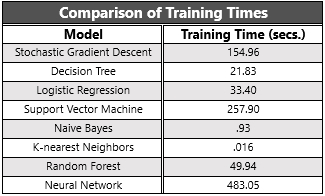 Comparison of Training Times
Model Training Time (secs.)
Stochastic Gradient Descent 154.96
Decision Tree 21.83
Logistic Regression 33.40
Support Vector Machine 257.90
Naive Bayes .93
K-nearest Neighbors .016
Random Forest 49.94
Neural Network 483.05